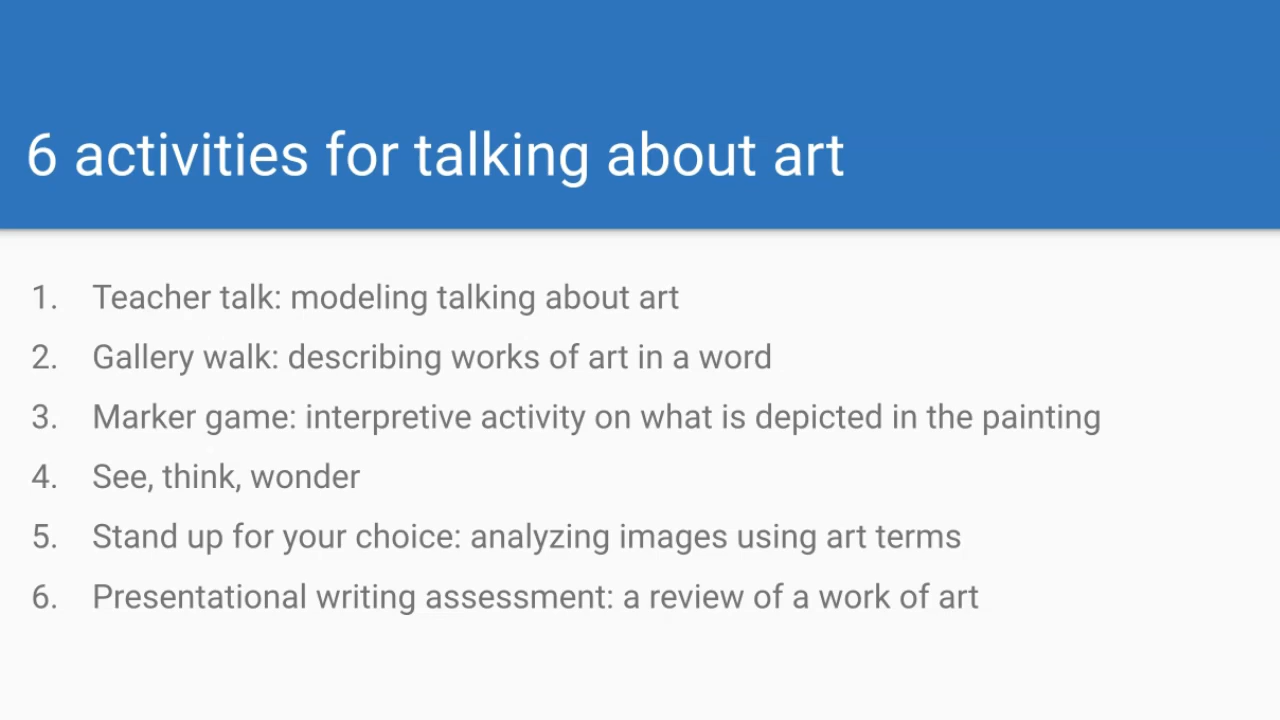 6 activities for talking about art
1. Teacher talk: modeling talking about art
2. Gallery walk: describing works of art in a word
3. Marker game: interpretive activity on what is depicted in the painting
4. See, think, wonder
5. Stand up for your choice: analyzing images using art terms
6. Presentational writing assessment: a review of a work of art